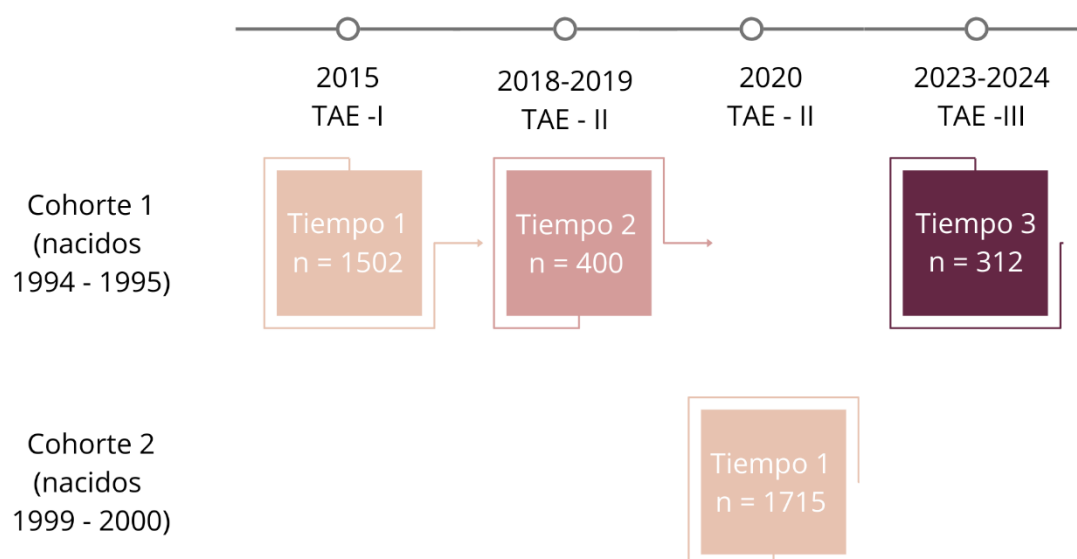 2015
TAE -I
2018-2019
TAE - II
2020
TAE - II
2023-2024
TAE -III
Cohorte 1
(nacidos
1994 - 1995)
Tiempo 1
n = 1502
Tiempo 2
n = 400
Tiempo 3
n = 312
Cohorte 2
(nacidos
1999 - 2000)
Tiempo 1
n = 1715